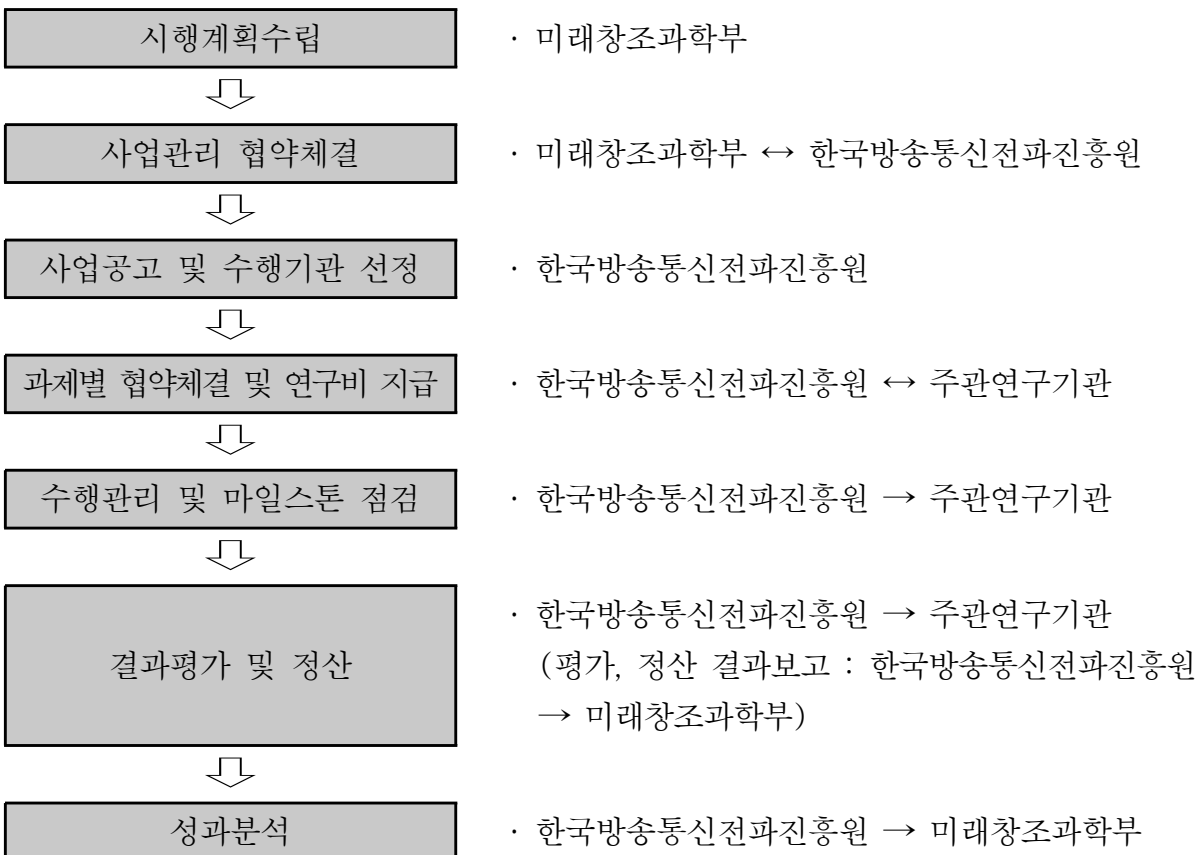 시행계획수립 · 미래창조과학부
사업관리 협약체결 · 미래창조과학부 ↔ 한국방송통신전파진흥원
사업공고 및 수행기관 선정 · 한국방송통신전파진흥원
과제별 협약체결 및 연구비 지급 · 한국방송통신전파진흥원 ↔ 주관연구기관
수행관리 및 마일스톤 점검 · 한국방송통신전파진흥원 → 주관연구기관
결과평가 및 정산
· 한국방송통신전파진흥원 → 주관연구기관
(평가, 정산 결과보고 : 한국방송통신전파진흥원
→ 미래창조과학부)
성과분석 · 한국방송통신전파진흥원 → 미래창조과학부